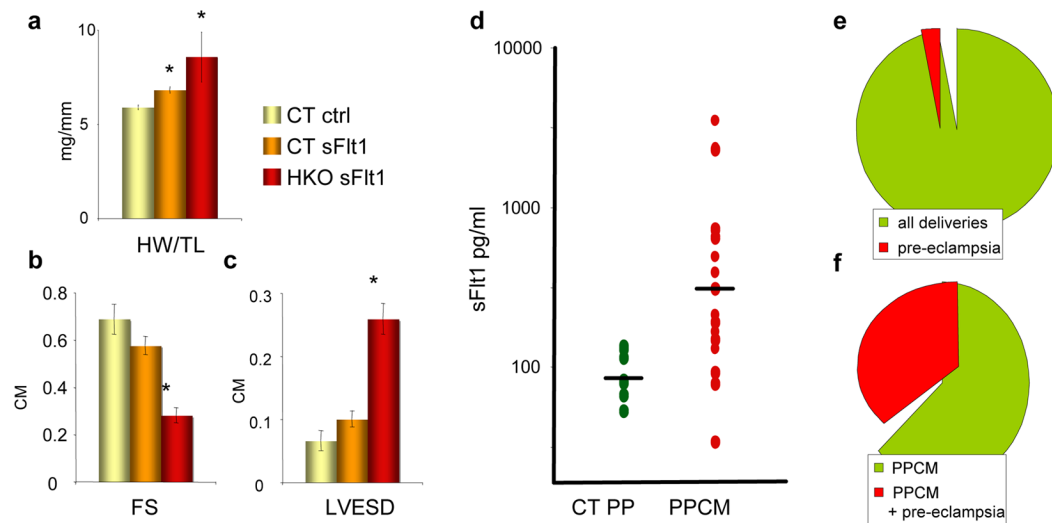 a
*
*
10
5
0
mg/mm
HW/TL
CT ctrl
CT sFlt1
HKO sFlt1
b
0.8
0.6
0.4
0.2
0
CM
*
FS
c
0.3
0.2
0.1
0
CM
*
LVESD
d
10000
1000
100
sFlt1 pg/ml
CT PP
PPCM
e
all deliveries
pre-eclampsia
f
PPCM
PPCM
+ pre-eclampsia